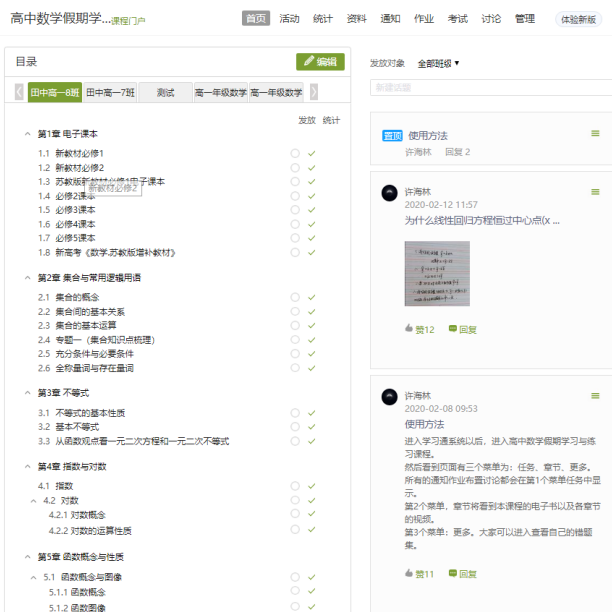 高中数学假期学...课程门户
首页 活动 统计 资料 通知 作业 考试 讨论 管理 体验新版
目录
编辑
田中高一8班 田中高一7班 测试 高一年级数学 高一年级数学
发放 统计
第1章 电子课本
1.1 新教材必修1
1.2 新教材必修2
1.3 苏教版新教材必修1电子课本
新教材必修2
1.4 必修2课本
1.5 必修3课本
1.6 必修4课本
1.7 必修5课本
1.8 新高考《数学.苏教版增补教材》
第2章 集合与常用逻辑用语
2.1 集合的概念
2.2 集合间的基本关系
2.3 集合的基本运算
2.4 专题一（集合知识点梳理）
2.5 充分条件与必要条件
2.6 全称量词与存在量词
第3章 不等式
3.1 不等式的基本性质
3.2 基本不等式
3.3 从函数观点看一元二次方程和一元二次不等式
第4章 指数与对数
4.1 指数
4.2 对数
4.2.1 对数概念
4.2.2 对数的运算性质
第5章 函数概念与性质
5.1 函数概念与图像
5.1.1 函数概念
5.1.2 函数图像
发放对象 全部班级
新建话题
置顶 使用方法
许海林 回复 2
许海林
2020-02-12 11:57
为什么线性回归方程恒过中心点(x ...
赞12 回复
许海林
2020-02-08 09:53
使用方法
进入学习通系统以后，进入高中数学假期学习与练
习课程。
然后看到页面有三个菜单为：任务、章节、更多。
所有的通知作业布置讨论都会在第1个菜单任务中显
示。
第2个菜单，章节将看到本课程的电子书以及各章节
的视频。
第3个菜单：更多。大家可以进入查看自己的错题
集。
赞11 回复